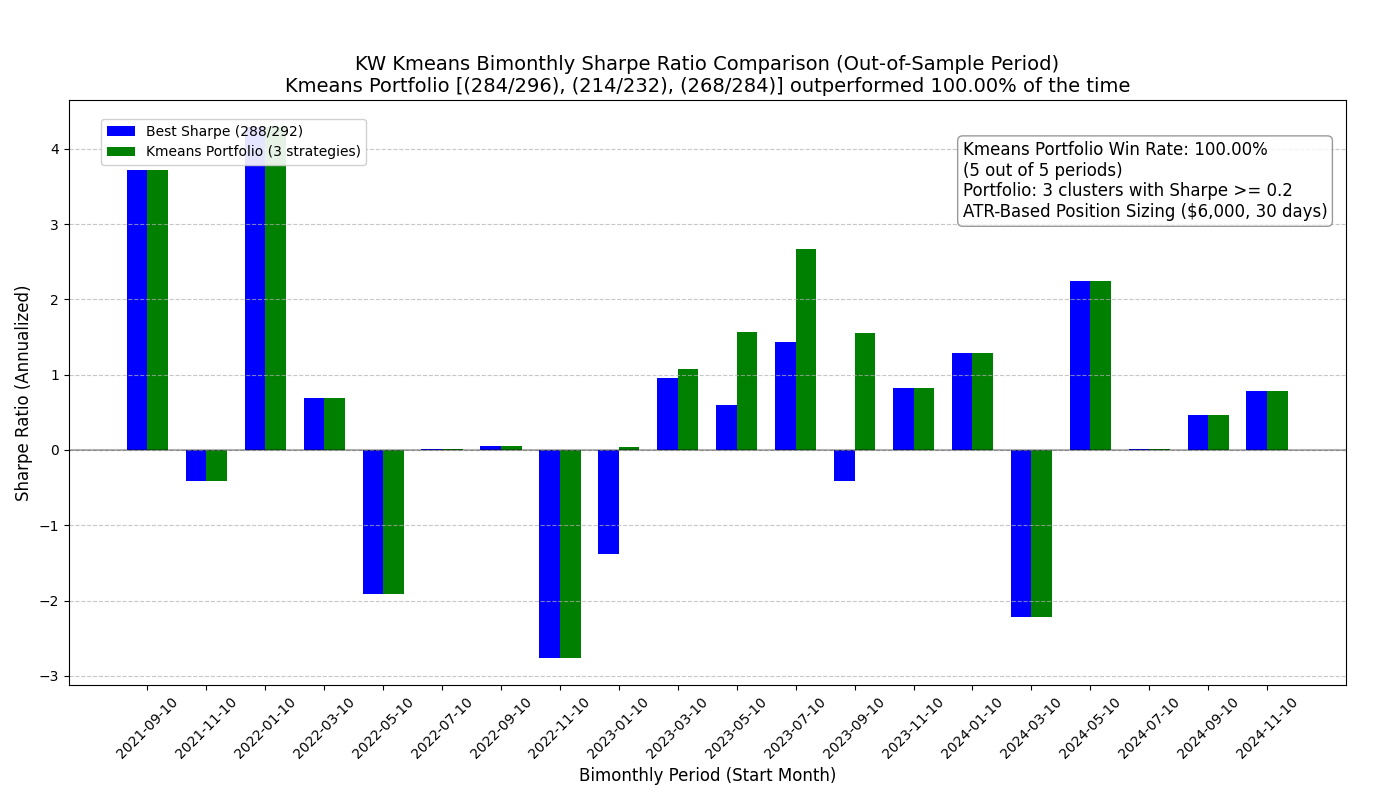 KW Kmeans Bimonthly Sharpe Ratio Comparison (Out-of-Sample Period)
Kmeans Portfolio [(284/296), (214/232), (268/284)] outperformed 100.00% of the time
Best Sharpe (288/292)
Kmeans Portfolio (3 strategies)
Kmeans Portfolio Win Rate: 100.00%
(5 out of 5 periods)
Portfolio: 3 clusters with Sharpe >= 0.2
ATR-Based Position Sizing ($6,000, 30 days)
Sharpe Ratio (Annualized)
4
3
2
1
0
−1
−2
−3
2021-09-10
2021-11-10
2022-01-10
2022-03-10
2022-05-10
2022-07-10
2022-09-10
2022-11-10
2023-01-10
2023-03-10
2023-05-10
2023-07-10
2023-09-10
2023-11-10
2024-01-10
2024-03-10
2024-05-10
2024-07-10
2024-09-10
2024-11-10
Bimonthly Period (Start Month)